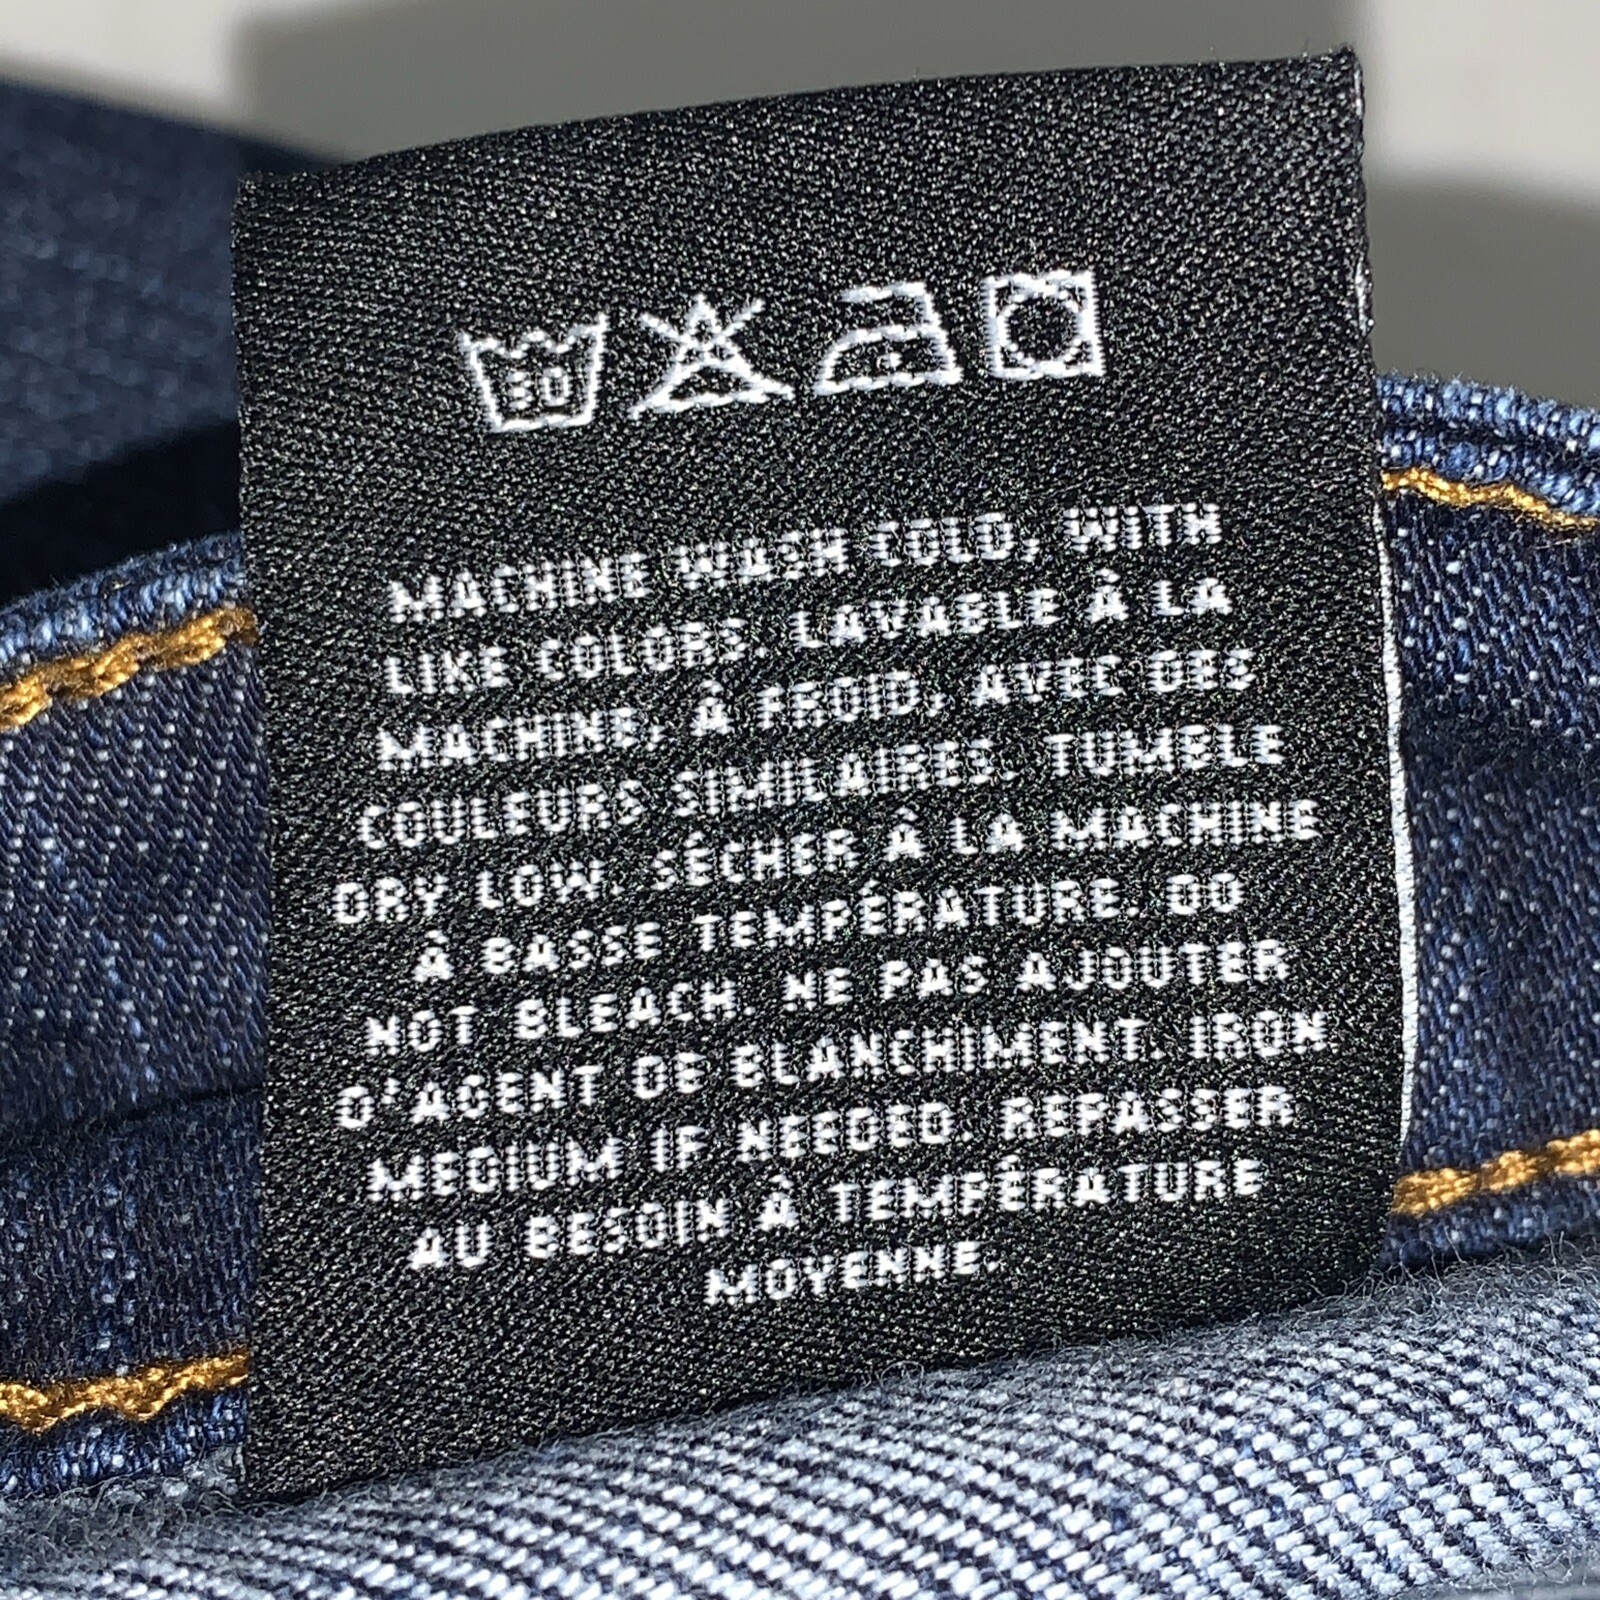 30
MACHINE WASH COLD, WITH
LIKE COLORS. LAVABLE À LA
MACHINE, À FROID, AVEC DES
COULEURS SIMILAIRES. TUMBLE
DRY LOW. SÉCHER À LA MACHINE
À BASSE TEMPÉRATURE. DO
NOT BLEACH. NE PAS AJOUTER
D'AGENT DE BLANCHIMENT. IRON
MEDIUM IF NEEDED. REPASSER
AU BESOIN À TEMPÉRATURE
MOYENNE.